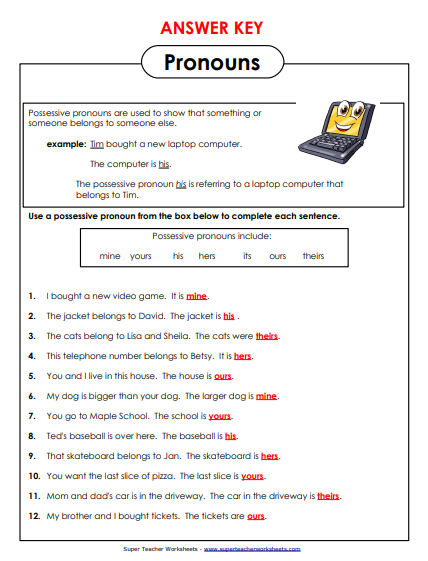 ANSWER KEY
Pronouns
Possessive pronouns are used to show that something or
someone belongs to someone else.
example: Tim bought a new laptop computer.
The computer is his.
The possessive pronoun his is referring to a laptop computer that
belongs to Tim.
Use a possessive pronoun from the box below to complete each sentence.
Possessive pronouns include:
mine yours his hers its ours theirs
1. I bought a new video game. It is mine.
2. The jacket belongs to David. The jacket is his .
3. The cats belong to Lisa and Sheila. The cats were theirs.
4. This telephone number belongs to Betsy. It is hers.
5. You and I live in this house. The house is ours.
6. My dog is bigger than your dog. The larger dog is mine.
7. You go to Maple School. The school is yours.
8. Ted's baseball is over here. The baseball is his.
9. That skateboard belongs to Jan. The skateboard is hers.
10. You want the last slice of pizza. The last slice is yours.
11. Mom and dad's car is in the driveway. The car in the driveway is theirs.
12. My brother and I bought tickets. The tickets are ours.
Super Teacher Worksheets - www.superteacherworksheets.com